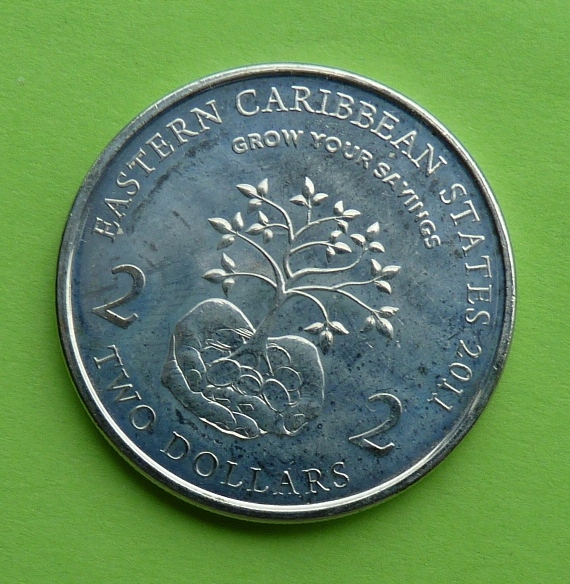 EASTERN CARIBBEAN STATES 2011
GROW YOUR SAVINGS
2
2
TWO DOLLARS